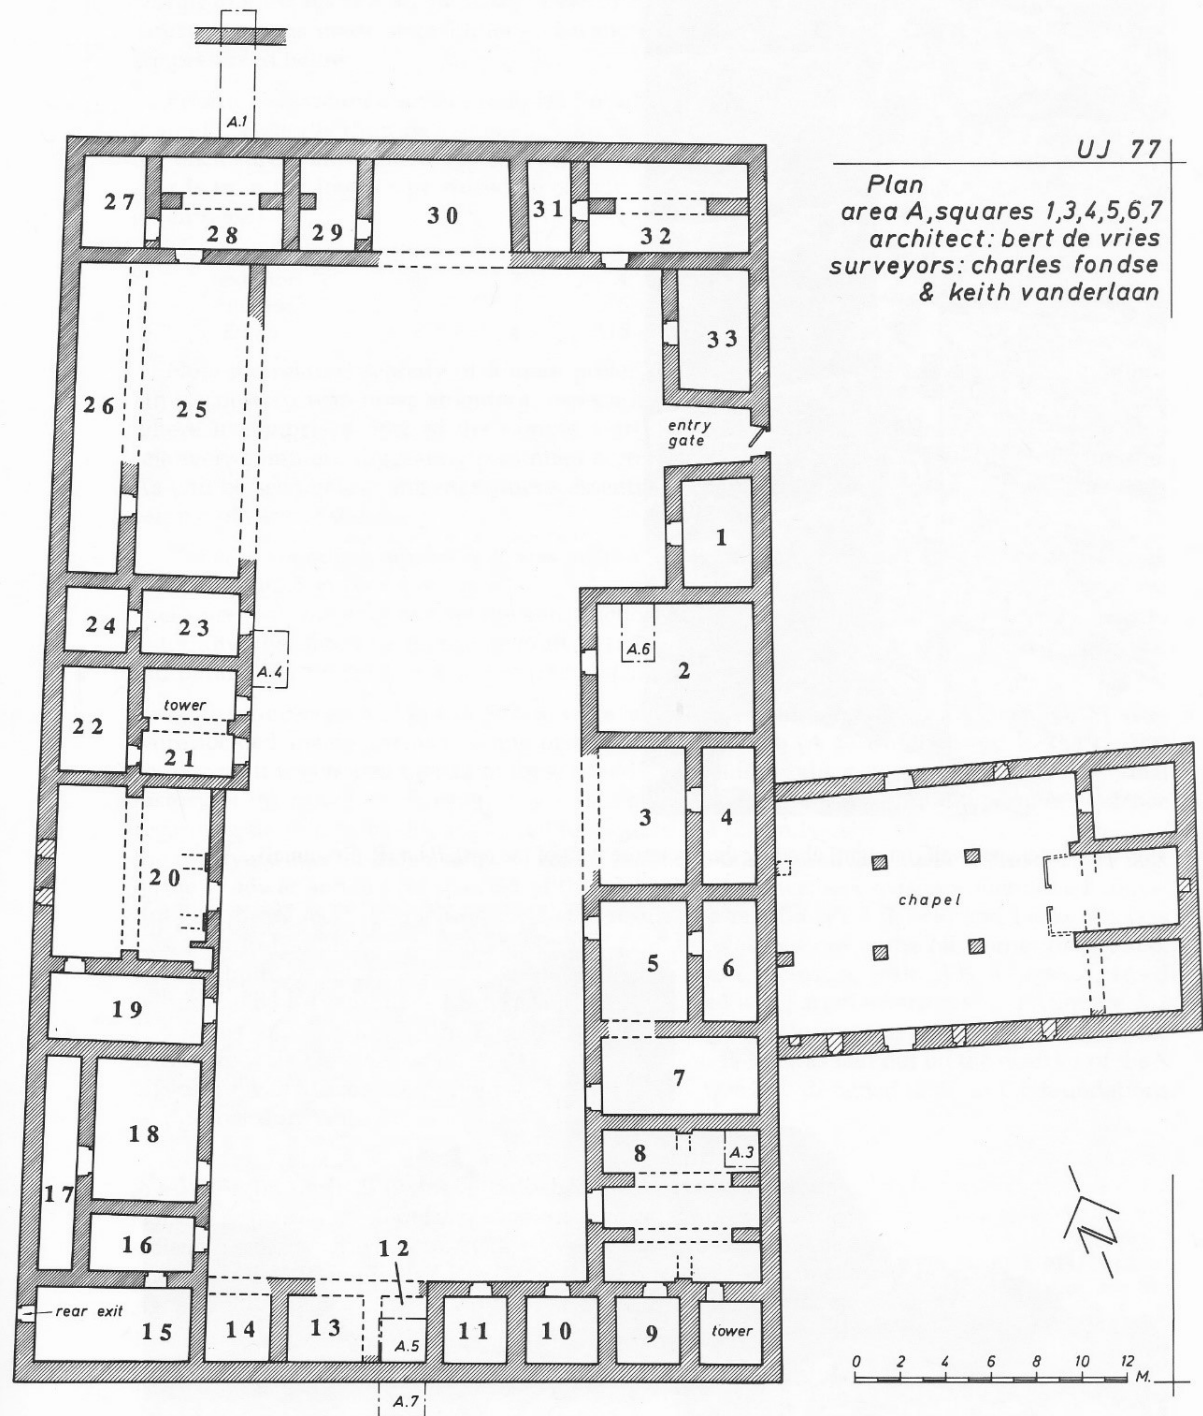 A.1
UJ 77
Plan
area A, squares 1,3,4,5,6,7
architect: bert de vries
surveyors: charles fondse
& keith vanderlaan
27
28
29
30
31
32
33
26
25
entry
gate
1
24
23
A.4
A.6
2
tower
22
21
3
4
20
chapel
5
6
19
7
18
8
A.3
17
16
12
rear exit
15
14
13
A.5
11
10
9
tower
A.7
N
0 2 4 6 8 10 12
M.